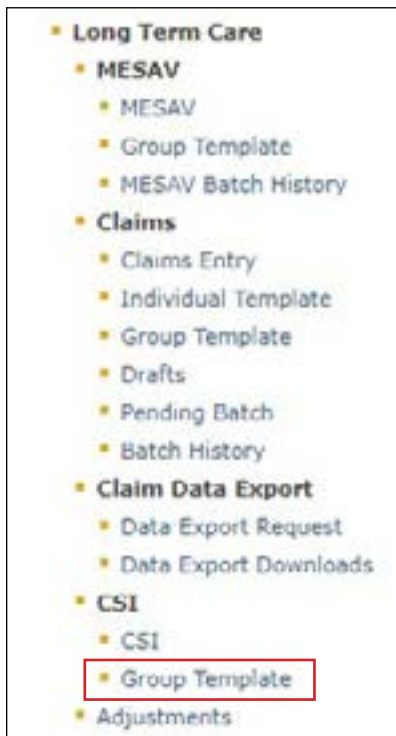 Long Term Care
MESAV
MESAV
Group Template
MESAV Batch History
Claims
Claims Entry
Individual Template
Group Template
Drafts
Pending Batch
Batch History
Claim Data Export
Data Export Request
Data Export Downloads
CSI
CSI
Group Template
Adjustments